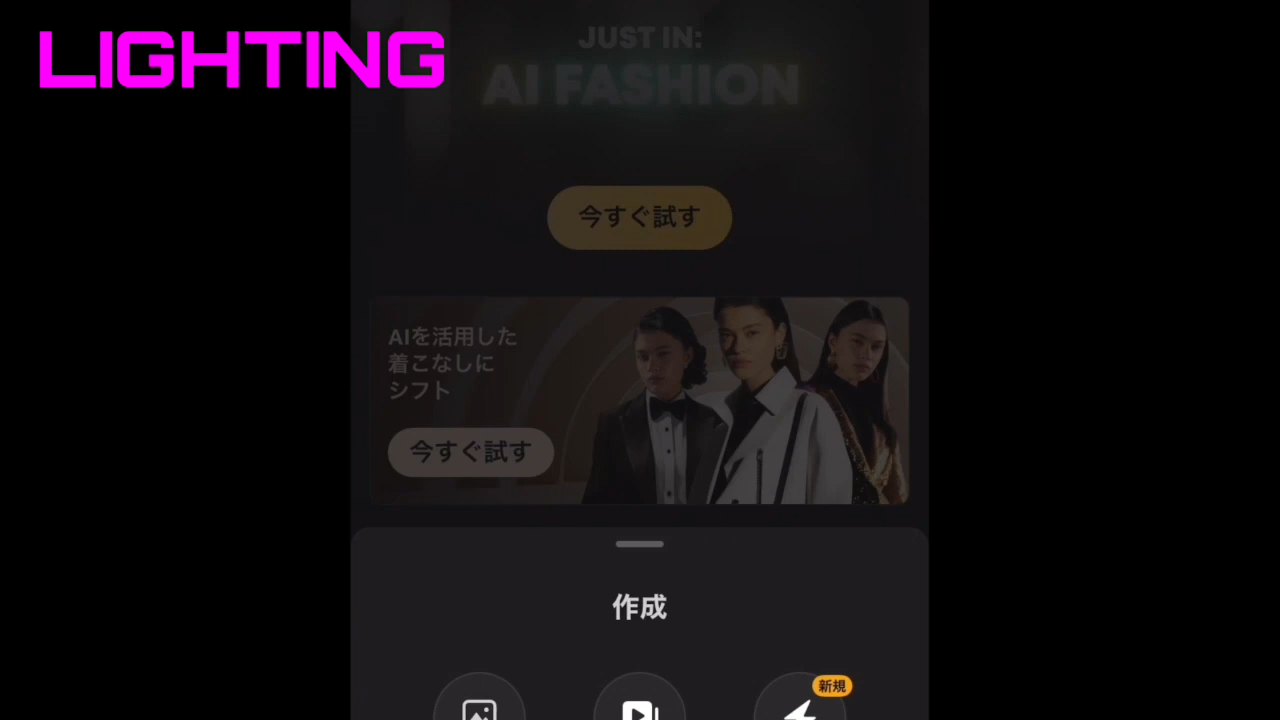 LIGHTING
JUST IN:
AI FASHION
今すぐ試す
AIを活用した
着こなしに
シフト
今すぐ試す
作成
新規